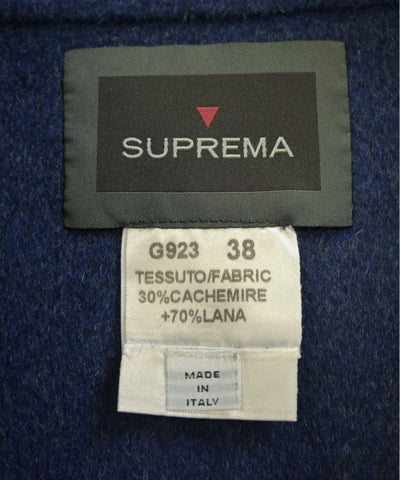 SUPREMA
G923 38
TESSUTO/FABRIC
30%CACHEMIRE
+70%LANA
MADE
IN
ITALY